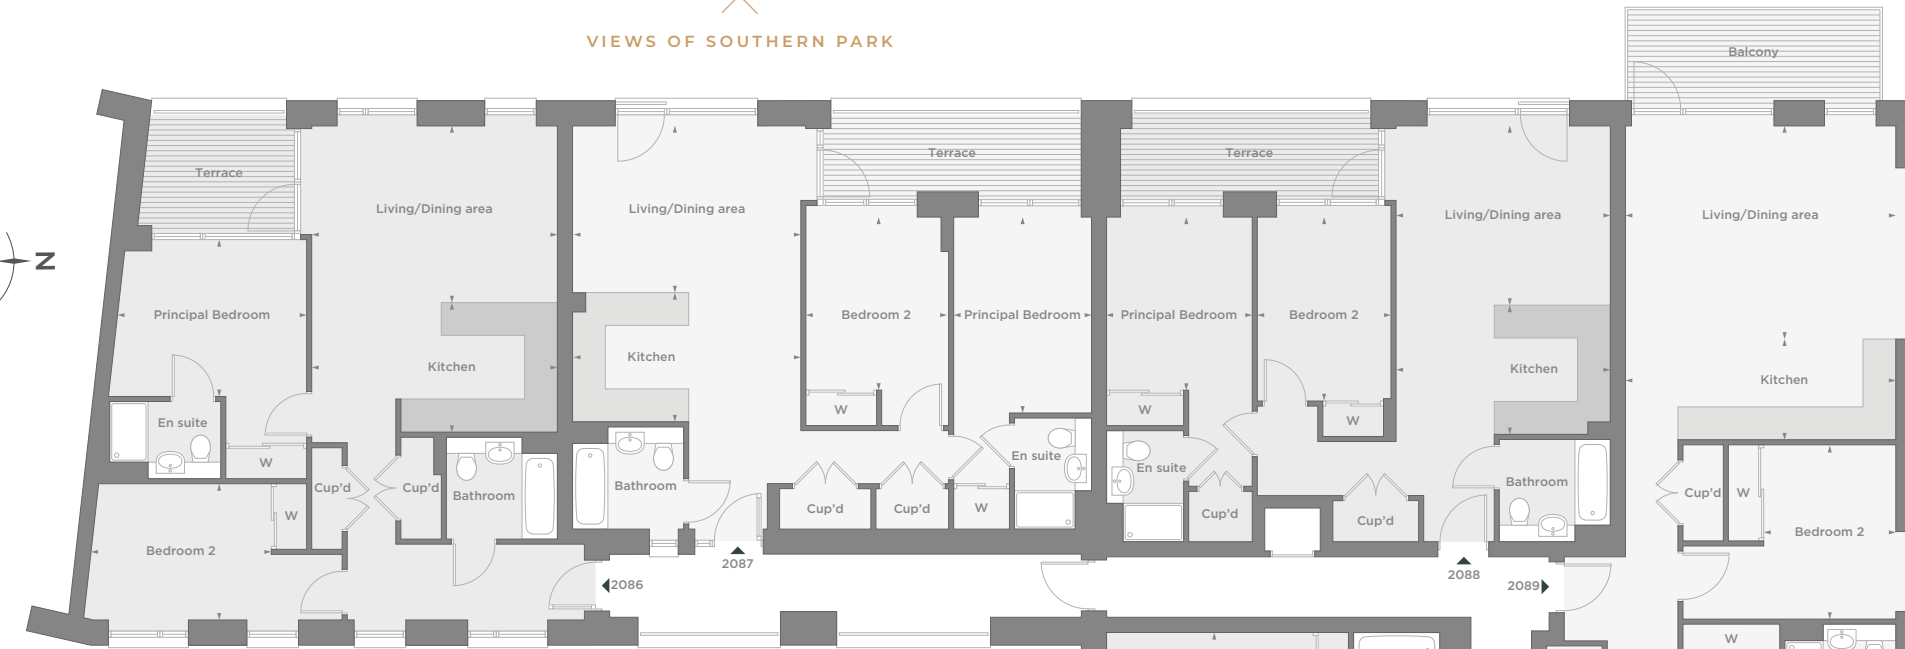 VIEWS OF SOUTHERN PARK
Balcony
Terrace
Terrace
Terrace
Living/Dining area
Living/Dining area
Living/Dining area
Living/Dining area
N
Principal Bedroom
Bedroom 2
Principal Bedroom
Principal Bedroom
Bedroom 2
Kitchen
Kitchen
Kitchen
Kitchen
En suite
W
W
W
En suite
En suite
W
Cup'd
Cup'd
Bathroom
Bathroom
Cup'd
Cup'd
W
Cup'd
Cup'd
Bathroom
Cup'd
W
W
Bedroom 2
Bedroom 2
2086
2087
2088
2089
W